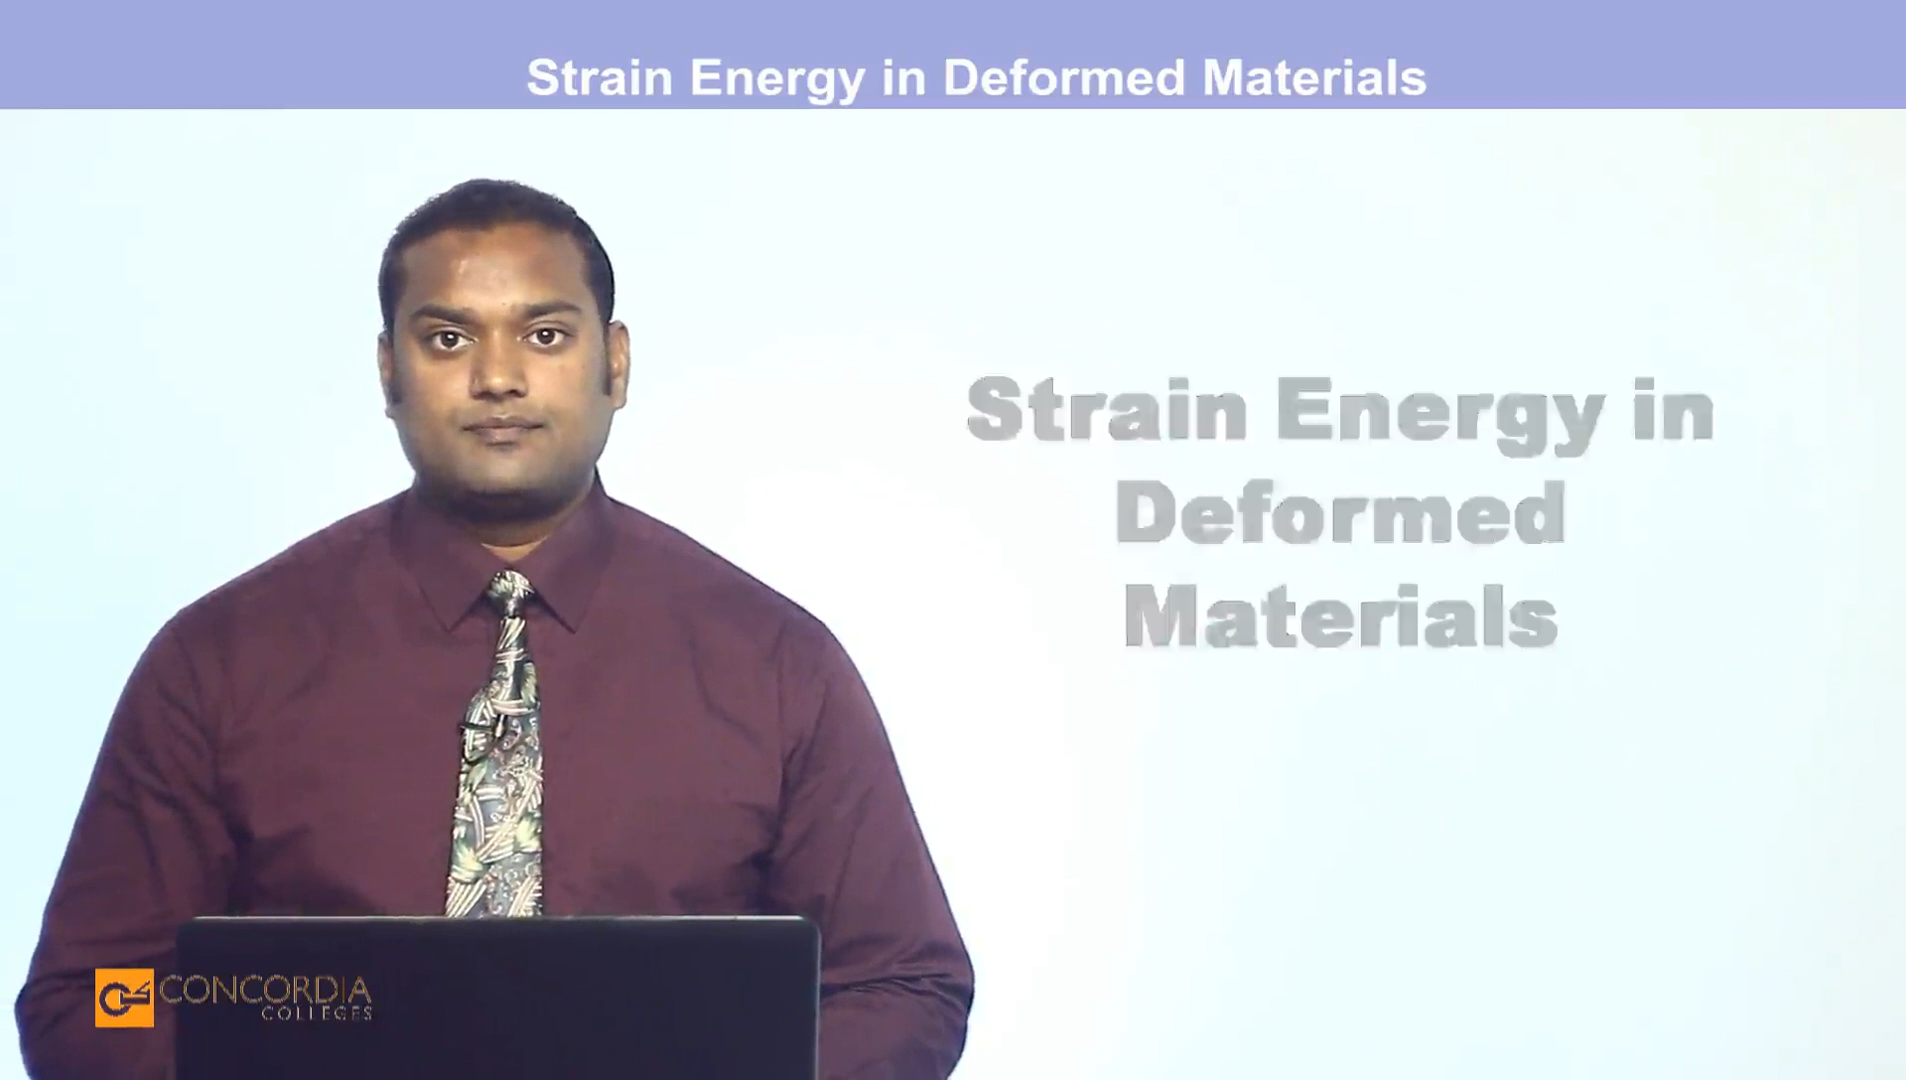 Strain Energy in Deformed Materials
Strain Energy in
Deformed
Materials
CONCORDIA
COLLEGES